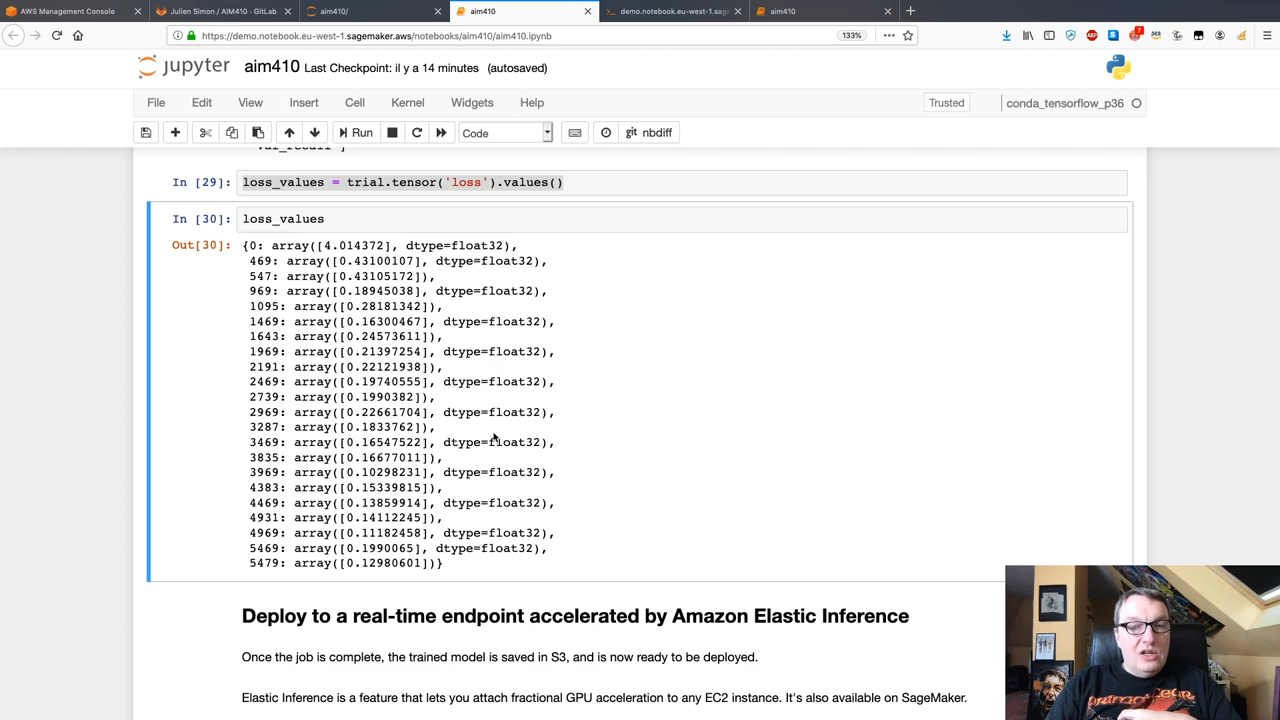 AWS Management Console
Julien Simon / AIM410 · GitLab
aim410/
aim410
demo.notebook.eu-west-1.sage
aim410
https://demo.notebook.eu-west-1.sagemaker.aws/notebooks/aim410/aim410.ipynb
133%
jupyter aim410 Last Checkpoint: il y a 14 minutes (autosaved)
File Edit View Insert Cell Kernel Widgets Help
Trusted
conda_tensorflow_p36
Run
Code
git nbdiff
In [29]: loss_values = trial.tensor('loss').values()
In [30]: loss_values
Out[30]: {0: array([4.014372], dtype=float32),
469: array([0.43100107], dtype=float32),
547: array([0.43105172]),
969: array([0.18945038], dtype=float32),
1095: array([0.28181342]),
1469: array([0.16300467], dtype=float32),
1643: array([0.24573611]),
1969: array([0.21397254], dtype=float32),
2191: array([0.22121938]),
2469: array([0.19740555], dtype=float32),
2739: array([0.1990382]),
2969: array([0.22661704], dtype=float32),
3287: array([0.1833762]),
3469: array([0.16547522], dtype=float32),
3835: array([0.16677011]),
3969: array([0.10298231], dtype=float32),
4383: array([0.15339815]),
4469: array([0.13859914], dtype=float32),
4931: array([0.14112245]),
4969: array([0.11182458], dtype=float32),
5469: array([0.1990065], dtype=float32),
5479: array([0.12980601])}
Deploy to a real-time endpoint accelerated by Amazon Elastic Inference
Once the job is complete, the trained model is saved in S3, and is now ready to be deployed.
Elastic Inference is a feature that lets you attach fractional GPU acceleration to any EC2 instance. It's also available on SageMaker.